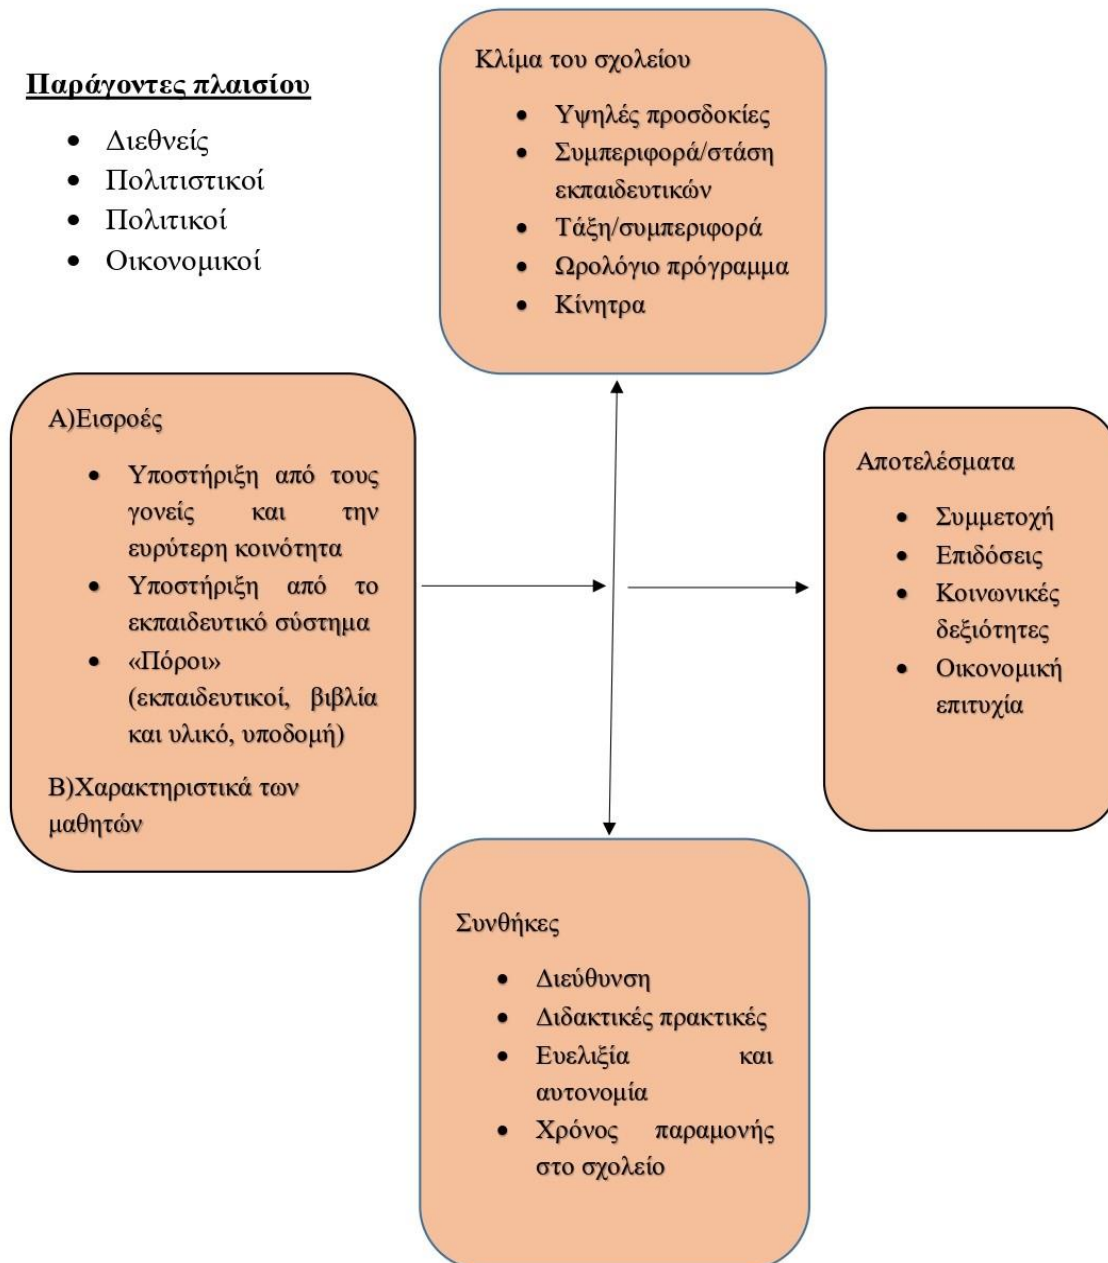 Παράγοντες πλαισίου
• Διεθνείς
• Πολιτιστικοί
• Πολιτικοί
• Οικονομικοί
Κλίμα του σχολείου
• Υψηλές προσδοκίες
• Συμπεριφορά/στάση
εκπαιδευτικών
• Τάξη/συμπεριφορά
• Ωρολόγιο πρόγραμμα
• Κίνητρα
Α)Εισροές
• Υποστήριξη από τους
γονείς και την
ευρύτερη κοινότητα
• Υποστήριξη από το
εκπαιδευτικό σύστημα
• «Πόροι»
(εκπαιδευτικοί, βιβλία
και υλικό, υποδομή)
Β)Χαρακτηριστικά των
μαθητών
Αποτελέσματα
• Συμμετοχή
• Επιδόσεις
• Κοινωνικές
δεξιότητες
• Οικονομική
επιτυχία
Συνθήκες
• Διεύθυνση
• Διδακτικές πρακτικές
• Ευελιξία και
αυτονομία
• Χρόνος παραμονής
στο σχολείο